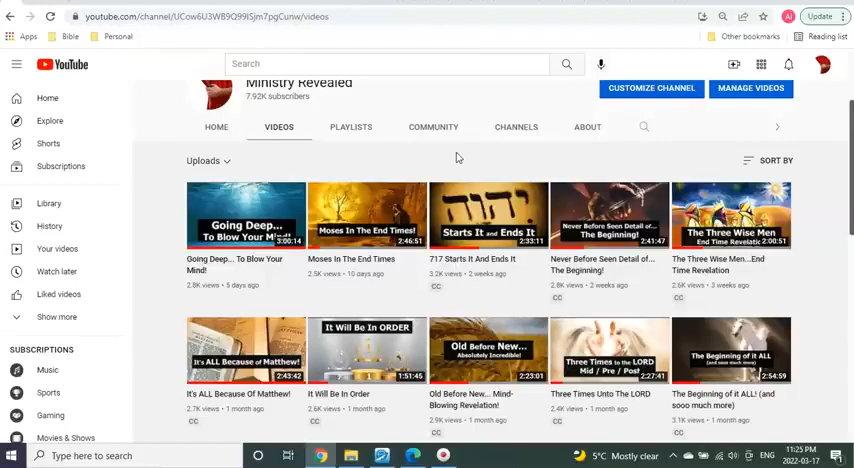 youtube.com/channel/UCow6U3WB9Q99ISjm7pgCunw/videos
Update
Apps
Bible
Personal
Other bookmarks
Reading list
YouTube
Search
Ministry Revealed
7.92K subscribers
CUSTOMIZE CHANNEL
MANAGE VIDEOS
HOME
VIDEOS
PLAYLISTS
COMMUNITY
CHANNELS
ABOUT
Home
Explore
Shorts
Subscriptions
Library
History
Your videos
Watch later
Liked videos
Show more
SUBSCRIPTIONS
Music
Sports
Gaming
Movies & Shows
Uploads
SORT BY
Going Deep...
To Blow Your Mind!
3:00:14
Moses In The End Times!
2:46:51
יהוה
Starts It and Ends It
2:33:11
Never Before Seen Detail of...
The Beginning!
2:41:47
The Three Wise Men
End Time Revelation
2:00:51
Going Deep... To Blow Your
Mind!
2.8K views • 5 days ago
Moses In The End Times
2.5K views • 10 days ago
717 Starts It And Ends It
3.2K views • 2 weeks ago
CC
Never Before Seen Detail of...
The Beginning!
2.8K views • 2 weeks ago
CC
The Three Wise Men...End
Time Revelation
2.6K views • 3 weeks ago
CC
It's ALL Because of Matthew!
2:43:42
It Will Be In ORDER
1:51:45
Old Before New...
Absolutely Incredible!
2:23:01
Three Times to the LORD
Mid / Pre / Post
2:27:41
The Beginning of it ALL
(and sooo much more)
2:54:59
It's ALL Because Of Matthew!
2.7K views • 1 month ago
CC
It Will Be In Order
2.6K views • 1 month ago
CC
Old Before New... Mind-
Blowing Revelation!
2.9K views • 1 month ago
CC
Three Times Unto The LORD
2.4K views • 1 month ago
CC
The Beginning of it ALL! (and
sooo much more)
3.1K views • 1 month ago
CC
Type here to search
5°C Mostly clear
ENG
11:25 PM
2022-03-17